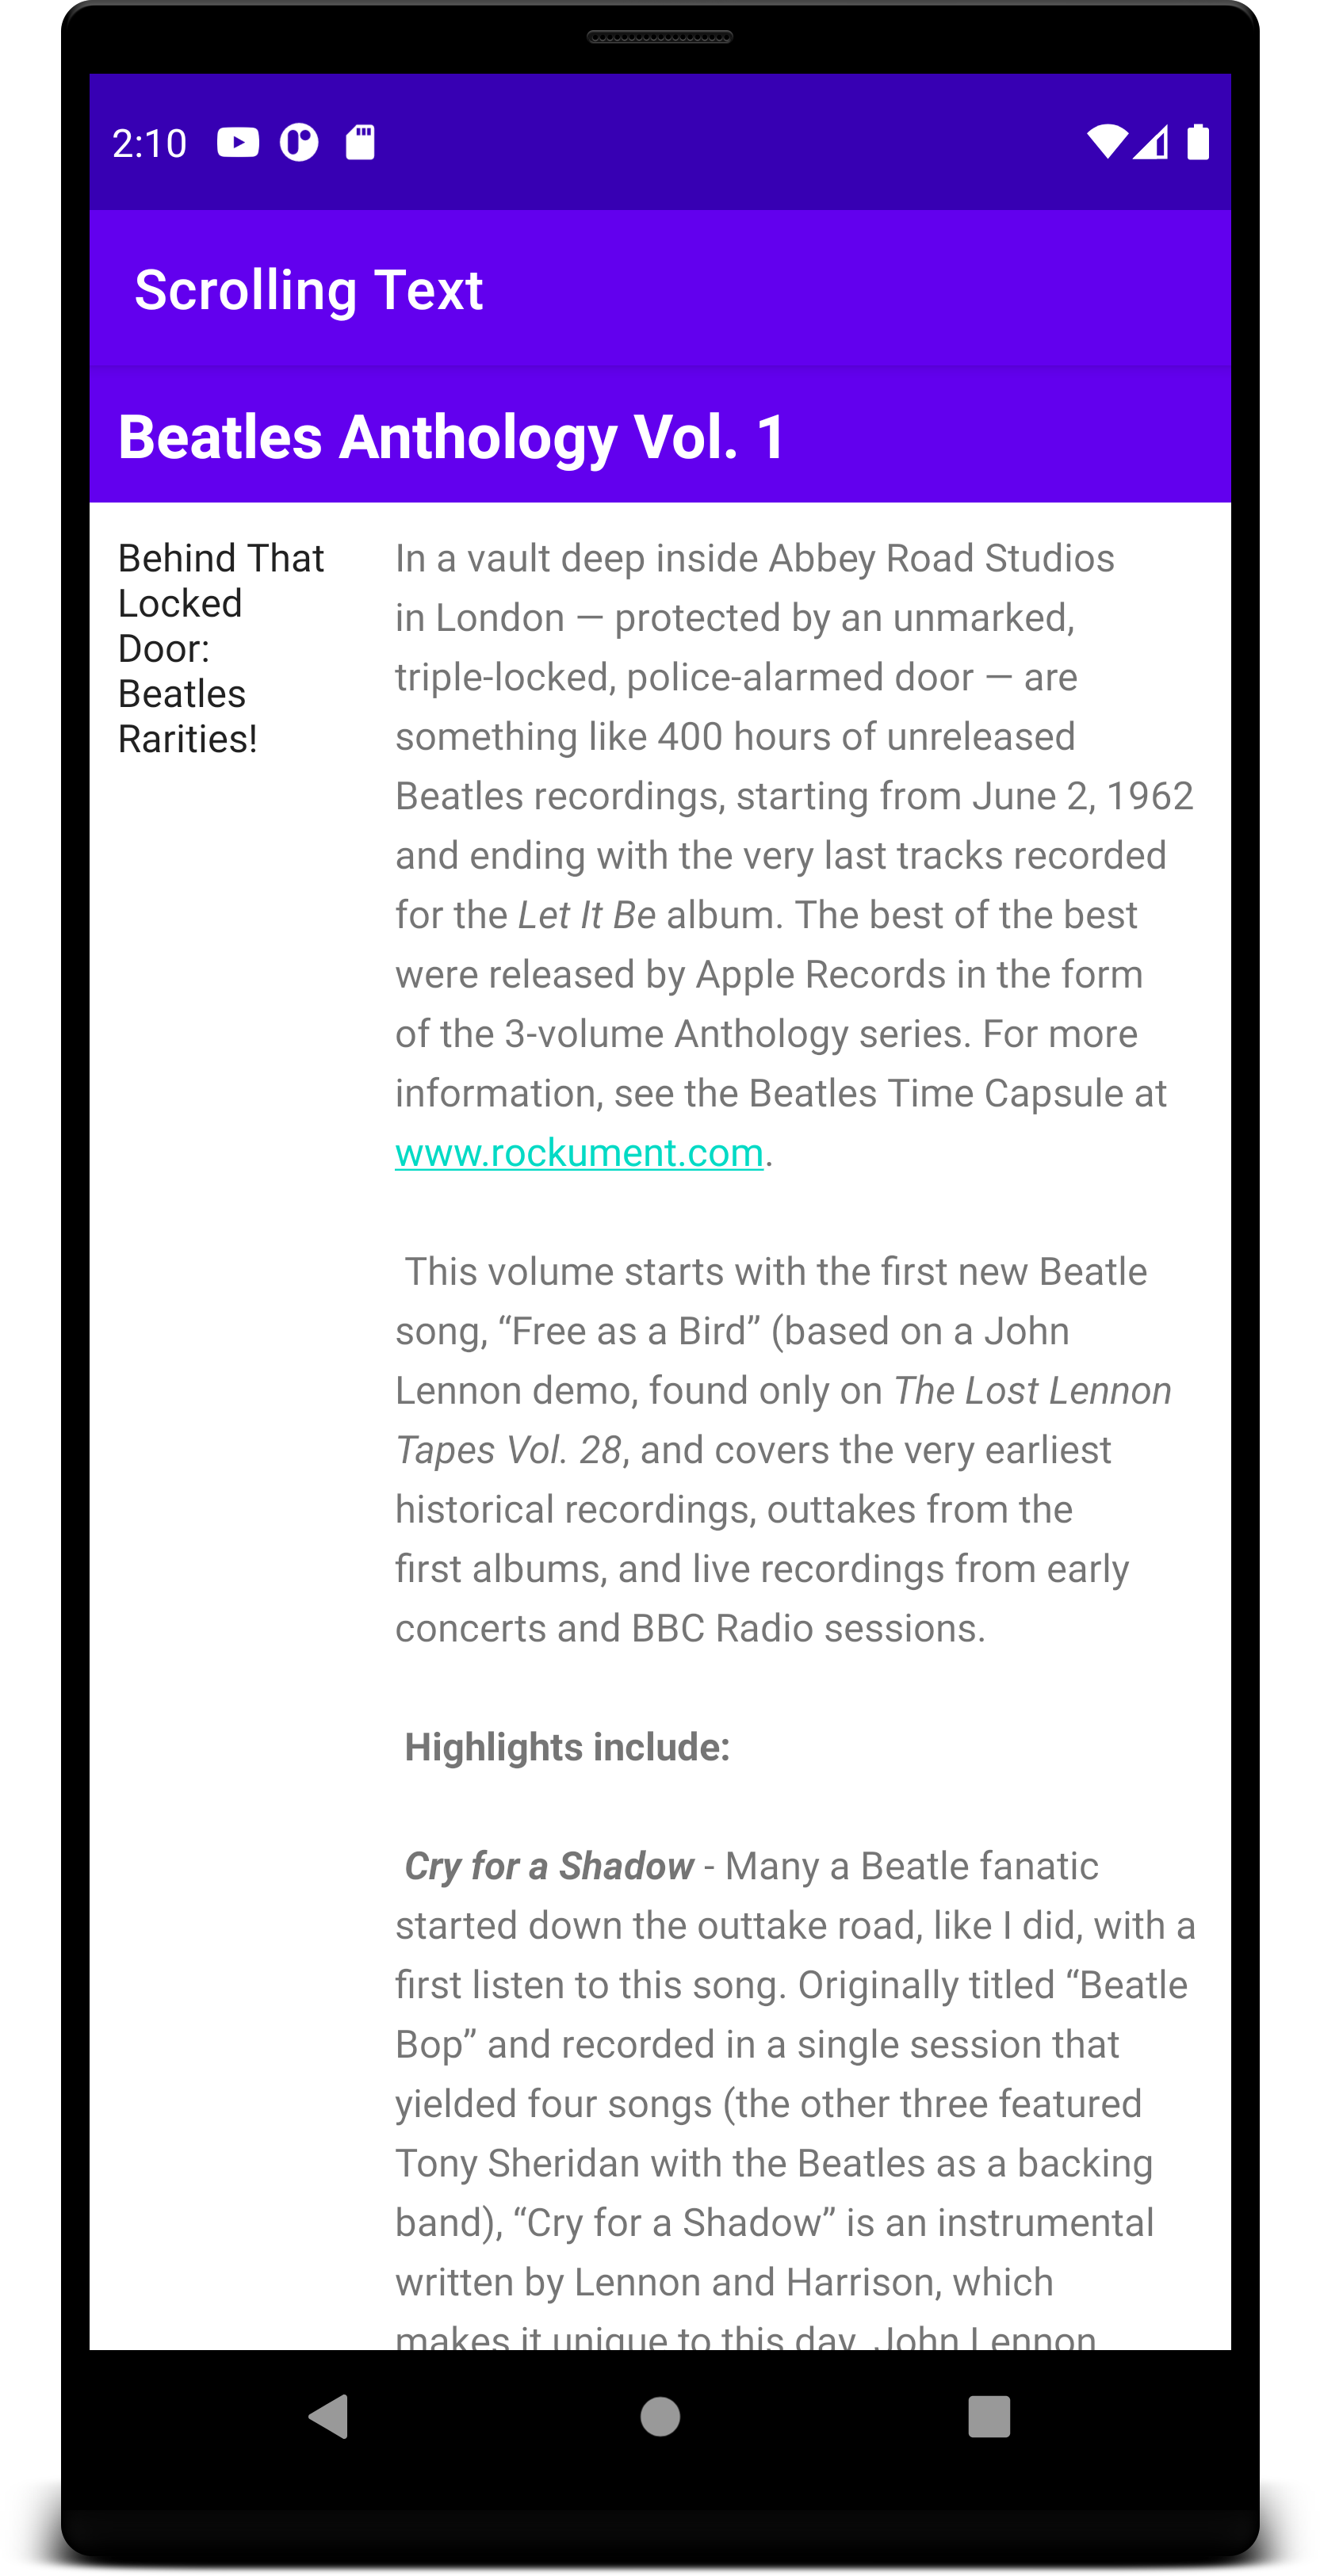 2:10
Scrolling Text
Beatles Anthology Vol. 1
Behind That
Locked
Door:
Beatles
Rarities!
In a vault deep inside Abbey Road Studios
in London — protected by an unmarked,
triple-locked, police-alarmed door — are
something like 400 hours of unreleased
Beatles recordings, starting from June 2, 1962
and ending with the very last tracks recorded
for the Let It Be album. The best of the best
were released by Apple Records in the form
of the 3-volume Anthology series. For more
information, see the Beatles Time Capsule at
www.rockument.com.
This volume starts with the first new Beatle
song, “Free as a Bird” (based on a John
Lennon demo, found only on The Lost Lennon
Tapes Vol. 28, and covers the very earliest
historical recordings, outtakes from the
first albums, and live recordings from early
concerts and BBC Radio sessions.
Highlights include:
Cry for a Shadow - Many a Beatle fanatic
started down the outtake road, like I did, with a
first listen to this song. Originally titled “Beatle
Bop” and recorded in a single session that
yielded four songs (the other three featured
Tony Sheridan with the Beatles as a backing
band), “Cry for a Shadow” is an instrumental
written by Lennon and Harrison, which
makes it unique to this day. John Lennon